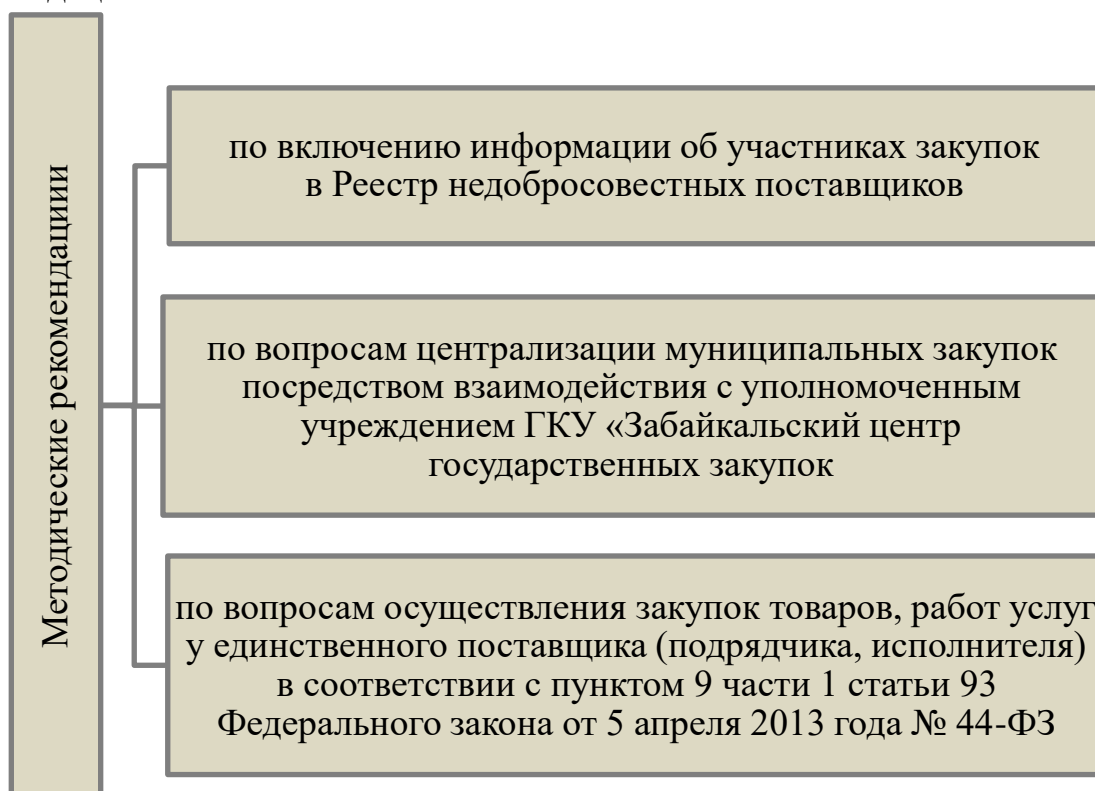 Методические рекомендациии
по включению информации об участниках закупок
в Реестр недобросовестных поставщиков
по вопросам централизации муниципальных закупок
посредством взаимодействия с уполномоченным
учреждением ГКУ «Забайкальский центр
государственных закупок
по вопросам осуществления закупок товаров, работ услуг
у единственного поставщика (подрядчика, исполнителя)
в соответствии с пунктом 9 части 1 статьи 93
Федерального закона от 5 апреля 2013 года № 44-ФЗ